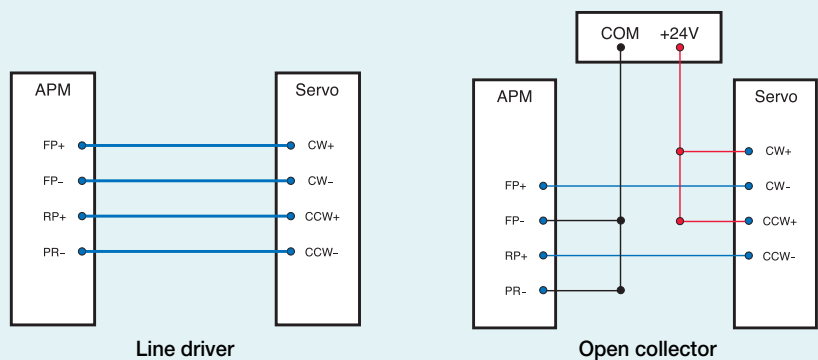 APM
Servo
FP+
CW+
FP-
CW-
RP+
CCW+
PR-
CCW-
Line driver
COM +24V
APM
Servo
CW+
FP+
CW-
FP-
CCW+
RP+
CCW-
PR-
Open collector